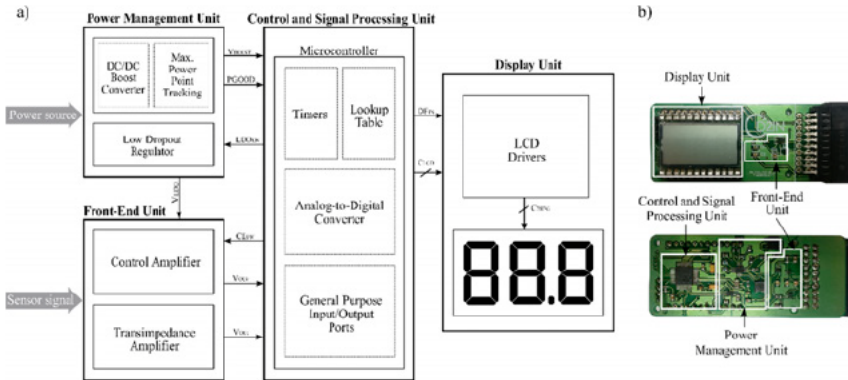 a)
Power Management Unit
DC/DC
Boost
Converter
Max.
Power
Point
Tracking
Low Dropout
Regulator
Power source
PGOOD
Front-End Unit
Control Amplifier
Transimpedance
Amplifier
Sensor signal
Control and Signal Processing Unit
Microcontroller
Timers
Lookup
Table
Analog-to-Digital
Converter
General Purpose
Input/Output
Ports
Display Unit
LCD
Drivers
88.8
b)
Display Unit
Front-End
Unit
Control and Signal
Processing Unit
Power
Management Unit